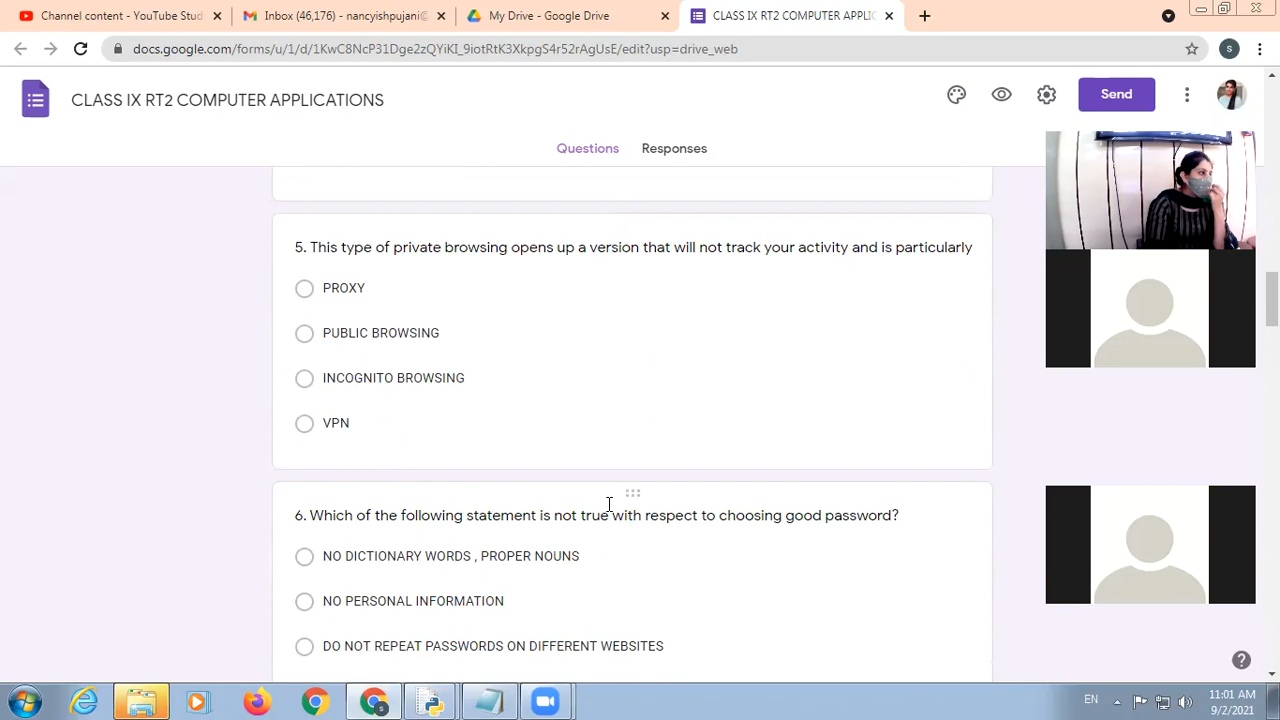 Channel content - YouTube Stud
Inbox (46,176) - nancyishpujani@
My Drive - Google Drive
CLASS IX RT2 COMPUTER APPLIC
docs.google.com/forms/u/1/d/1KwC8NcP31Dge2zQYiKI_9iotRtK3XkpgS4r52rAgUsE/edit?usp=drive_web
S
CLASS IX RT2 COMPUTER APPLICATIONS
Send
Questions
Responses
5. This type of private browsing opens up a version that will not track your activity and is particularly
PROXY
PUBLIC BROWSING
INCOGNITO BROWSING
VPN
6. Which of the following statement is not true with respect to choosing good password?
NO DICTIONARY WORDS , PROPER NOUNS
NO PERSONAL INFORMATION
DO NOT REPEAT PASSWORDS ON DIFFERENT WEBSITES
EN
11:01 AM
9/2/2021